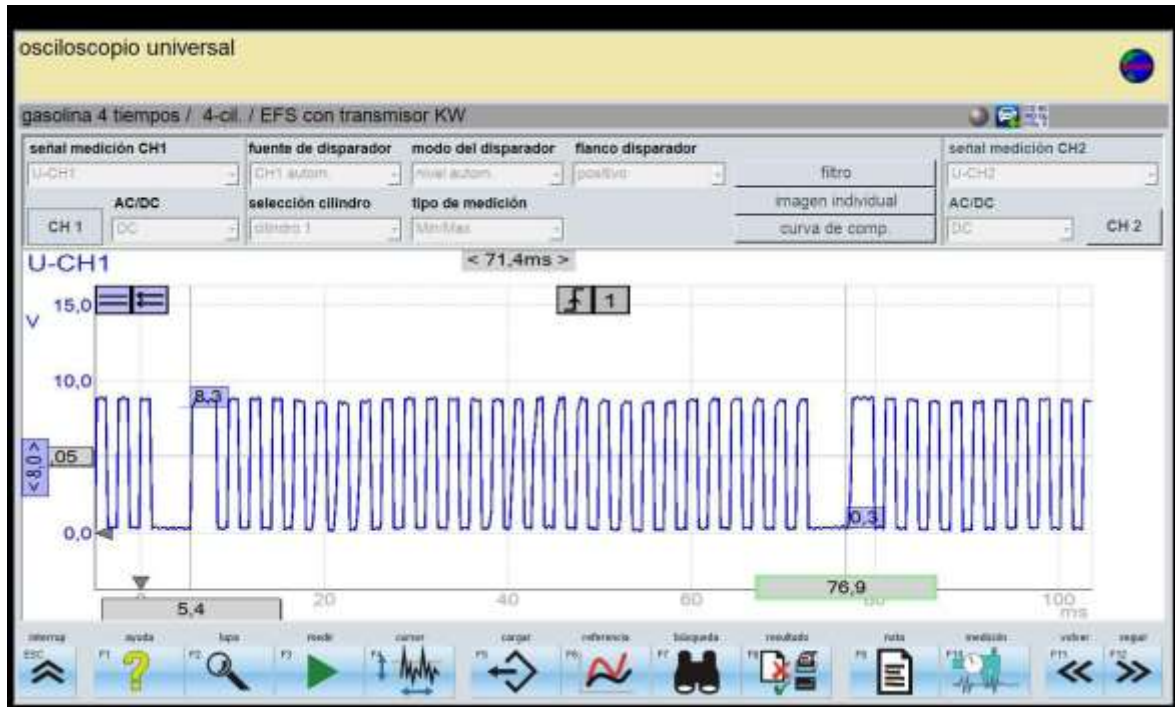 osciloscopio universal
gasolina 4 tiempos / 4-cil. / EFS con transmisor KW
señal medición CH1 fuente de disparador modo del disparador flanco disparador señal medición CH2
U-CH1 CH1 autom. nivel autom. positivo filtro U-CH2
AC/DC selección cilindro tipo de medición imagen individual AC/DC
CH 1 DC cilindro 1 Min/Max curva de comp. DC CH 2
U-CH1 < 71,4ms >
15,0 1
V
10,0 8,3
<8,0> ,05
0,3
0,0
76,9
0 20 40 60 80 100
5,4 ms
interrup ayuda lupa medir cursor cargar referencia búsqueda resultado nota medición volver seguir
ESC F1 F2 F3 F4 F5 F6 F7 F8 F9 F10 F11 F12